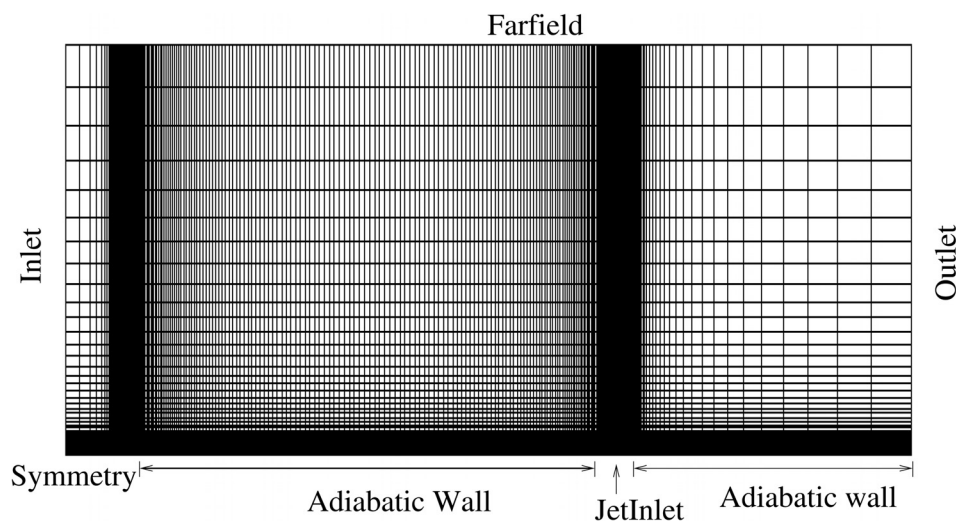 Farfield
Inlet
Outlet
Symmetry
Adiabatic Wall
JetInlet
Adiabatic wall